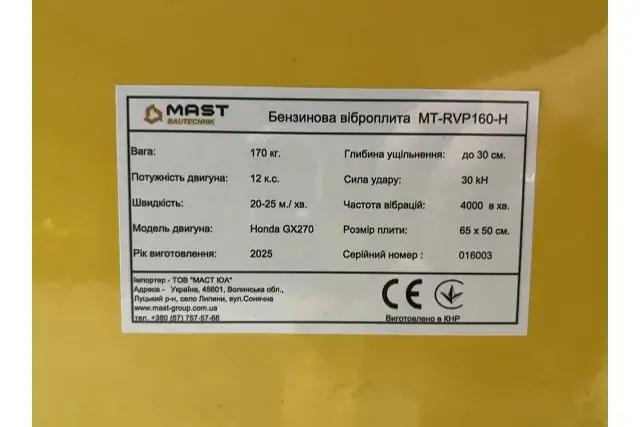 MAST
BAUTECHNIK
Бензинова віброплита MT-RVP160-H
Вага: 170 кг. Глибина ущільнення: до 30 см.
Потужність двигуна: 12 к.с. Сила удару: 30 kH
Швидкість: 20-25 м./ хв. Частота вібрацій: 4000 в хв.
Модель двигуна: Honda GX270 Розмір плити: 65 x 50 см.
Рік виготовлення: 2025 Серійний номер : 016003
Імпортер - ТОВ "МАСТ ЮА"
Адреса - Україна, 45601, Волинська обл.,
Луцький р-н, село Липини, вул.Сонячна
www.mast-group.com.ua
тел. +380 (67) 757-57-66
CE
Виготовлено в КНР